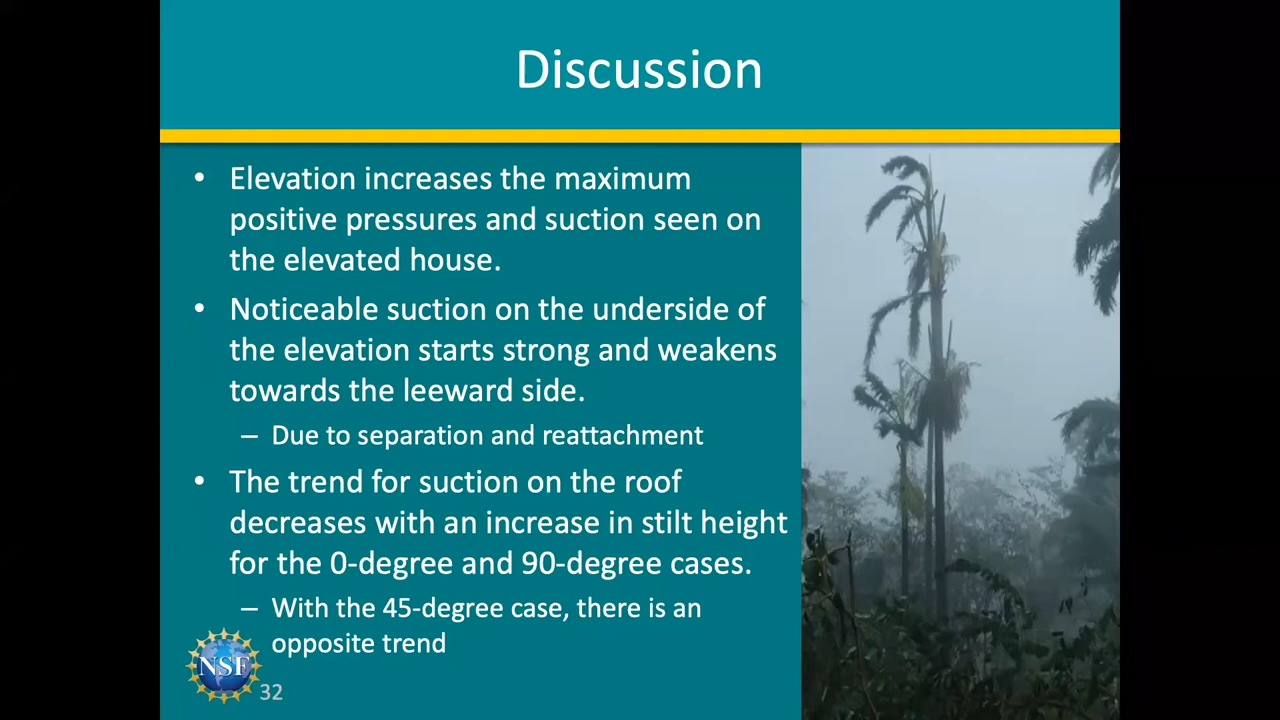 Discussion
• Elevation increases the maximum
positive pressures and suction seen on
the elevated house.
• Noticeable suction on the underside of
the elevation starts strong and weakens
towards the leeward side.
– Due to separation and reattachment
• The trend for suction on the roof
decreases with an increase in stilt height
for the 0-degree and 90-degree cases.
– With the 45-degree case, there is an
opposite trend
NSF
32